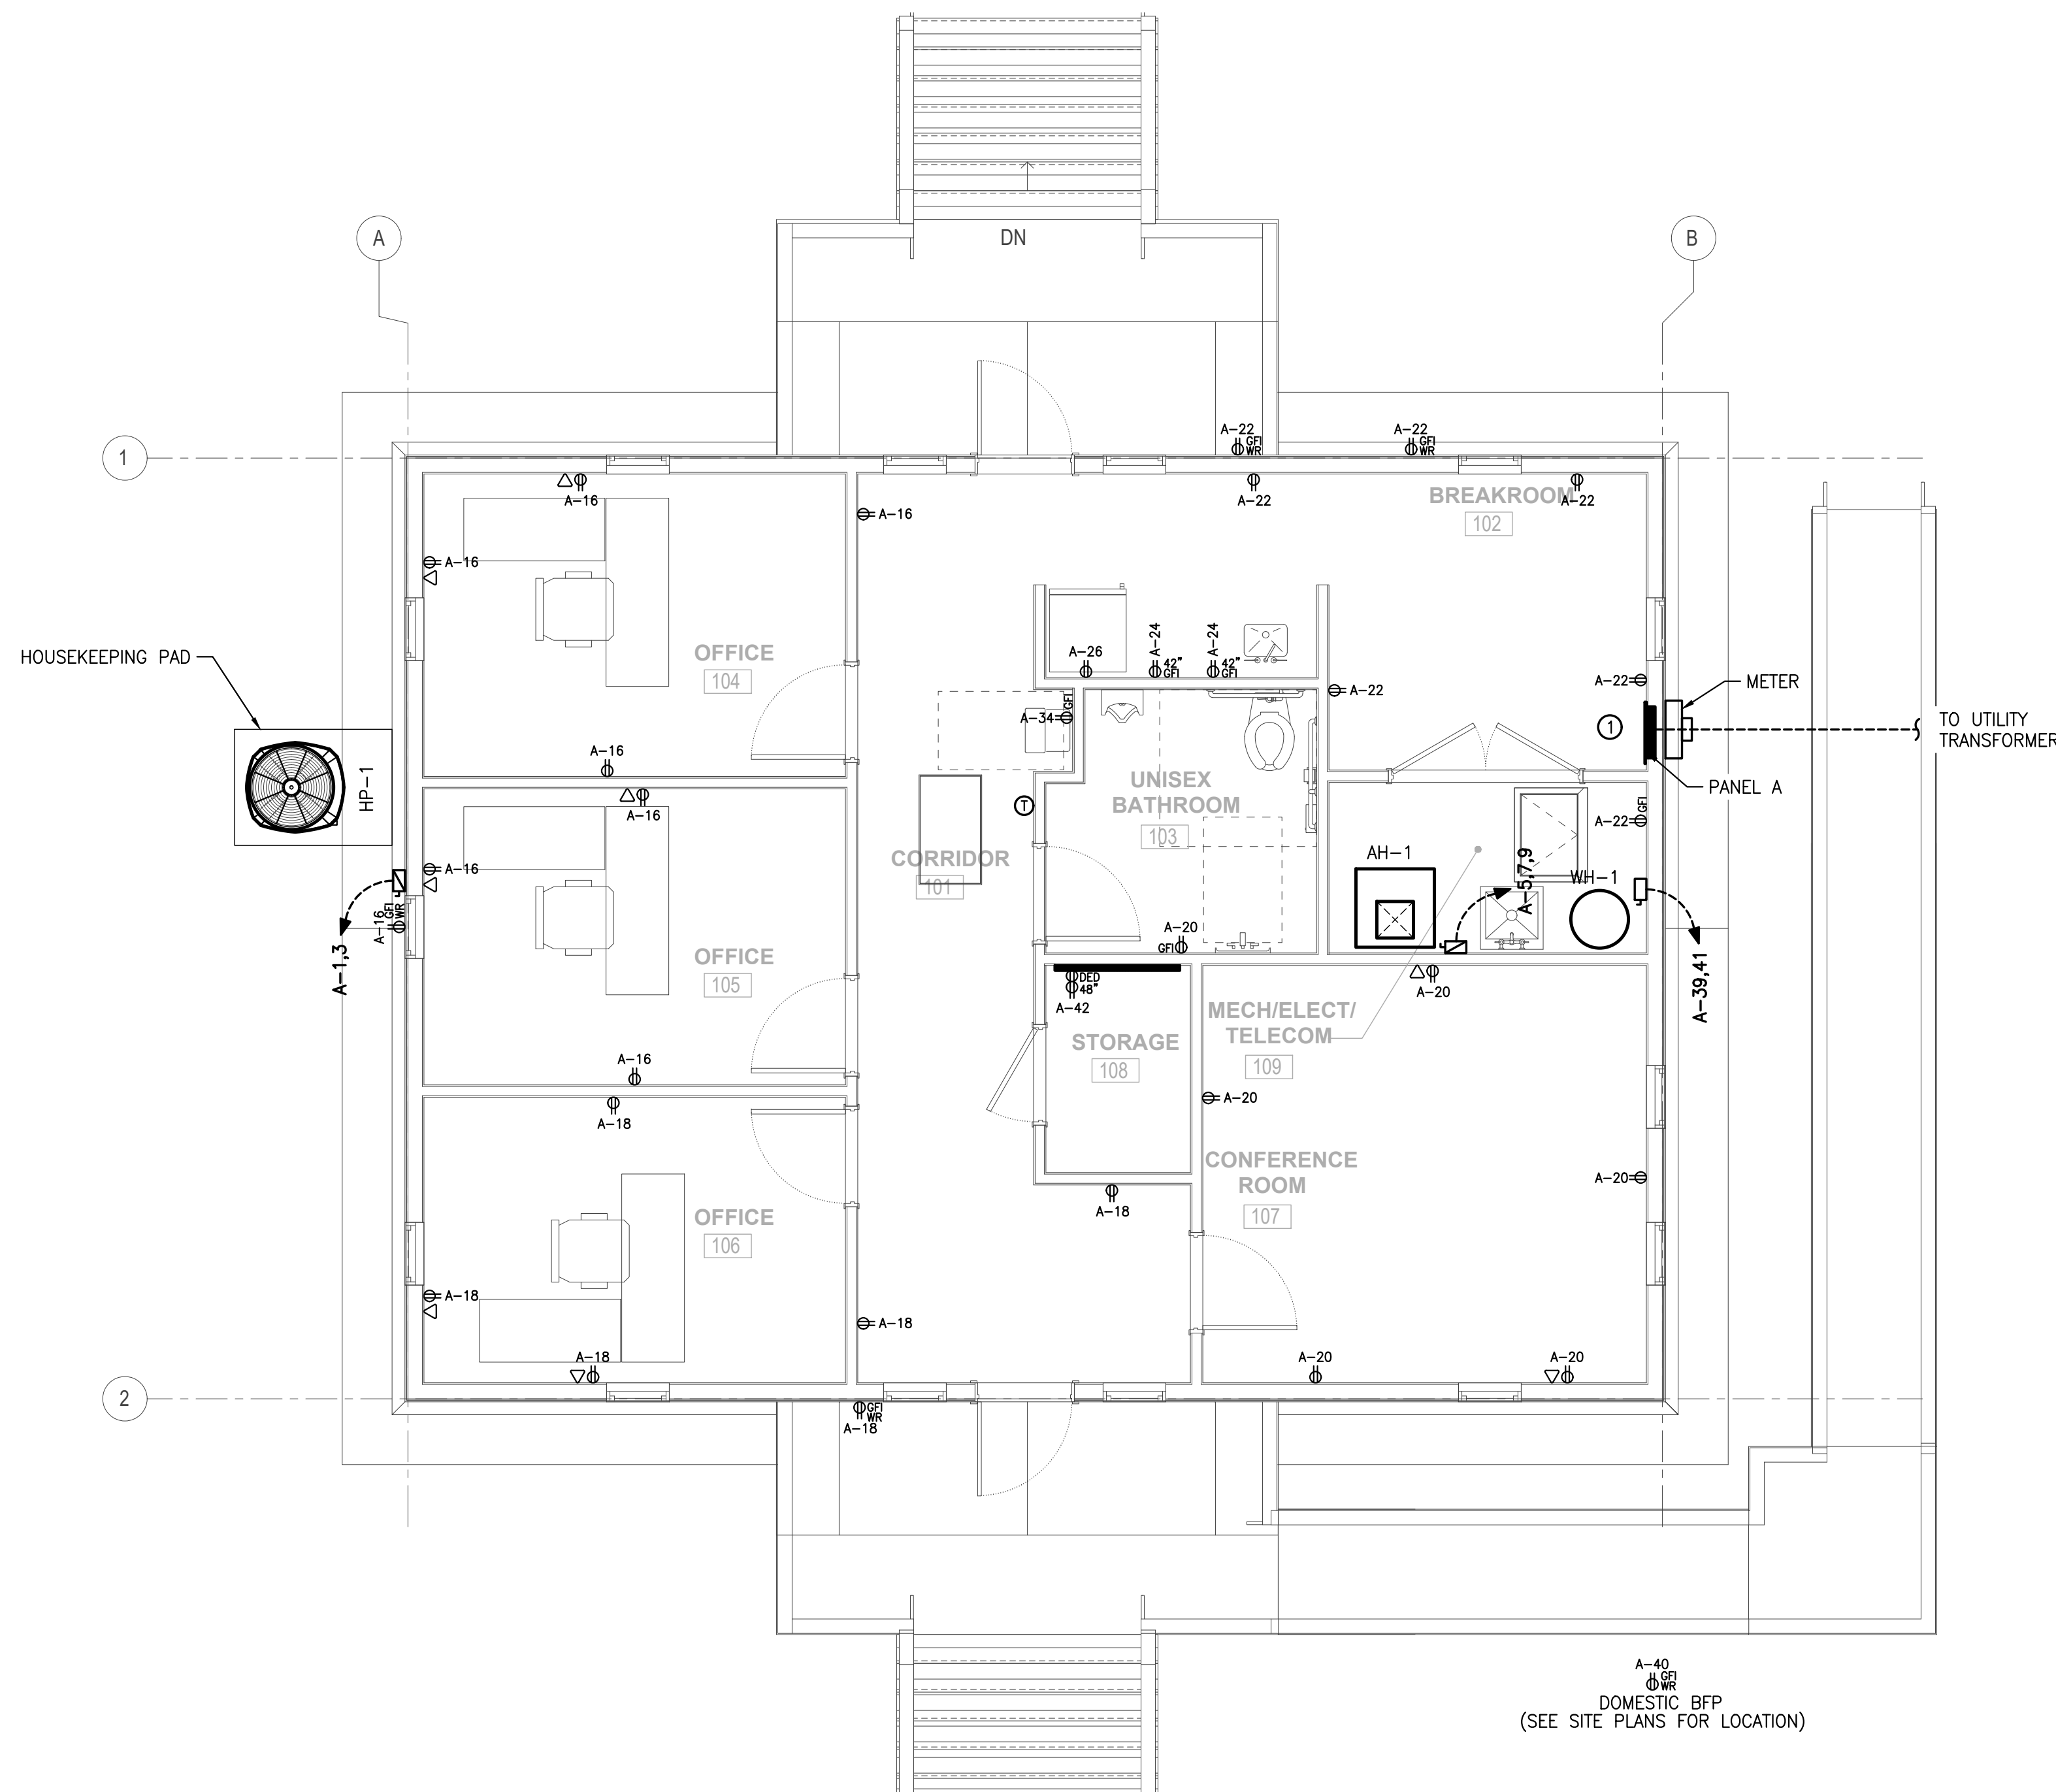 DN
A
B
1
A-22
GFI
WR
A-22
GFI
WR
A-16
A-16
A-22
BREAKROOM
102
A-22
A-16
OFFICE
104
A-26
A-24
42"
GFI
A-24
42"
GFI
HOUSEKEEPING PAD
A-22
A-22
METER
A-34
GFI
1
TO UTILITY
TRANSFORMER
A-16
HP-1
UNISEX
BATHROOM
103
PANEL A
A-16
T
A-22
GFI
CORRIDOR
101
AH-1
A-16
WH-1
A-5,7,9
A-16
GFI
WR
A-1,3
OFFICE
105
A-20
GFI
A-39,41
DED
48"
A-42
A-20
MECH/ELECT/
TELECOM
109
STORAGE
108
A-16
A-18
A-20
CONFERENCE
ROOM
107
A-20
A-18
OFFICE
106
A-18
A-18
A-18
A-20
A-20
2
GFI
WR
A-18
A-40
GFI
WR
DOMESTIC BFP
(SEE SITE PLANS FOR LOCATION)